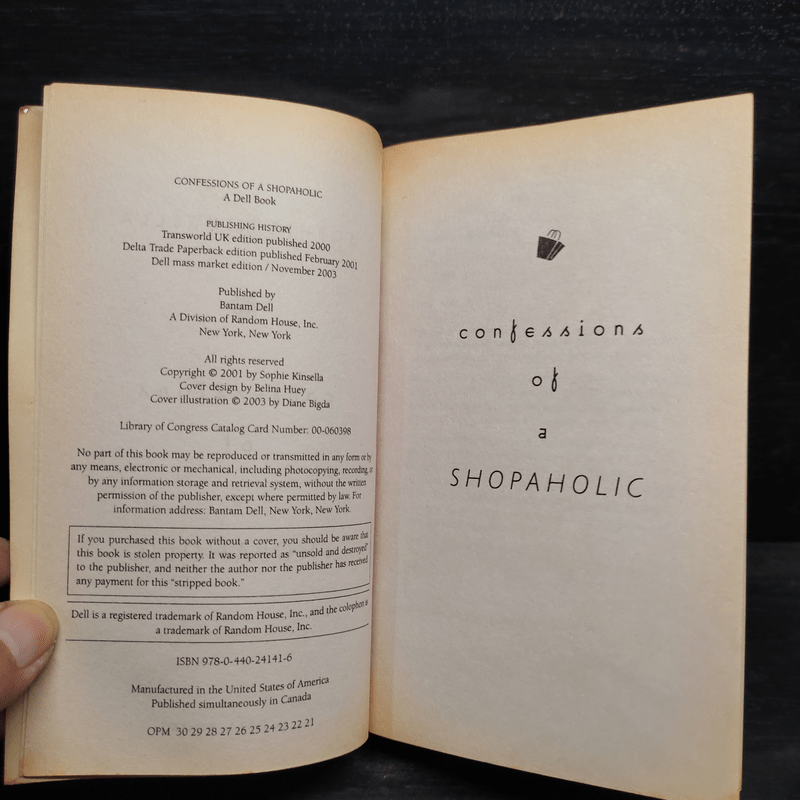 CONFESSIONS OF A SHOPAHOLIC
A Dell Book
PUBLISHING HISTORY
Transworld UK edition published 2000
Delta Trade Paperback edition published February 2001
Dell mass market edition / November 2003
Published by
Bantam Dell
A Division of Random House, Inc.
New York, New York
All rights reserved
Copyright © 2001 by Sophie Kinsella
Cover design by Belina Huey
Cover illustration © 2003 by Diane Bigda
Library of Congress Catalog Card Number: 00-060398
No part of this book may be reproduced or transmitted in any form or by
any means, electronic or mechanical, including photocopying, recording, or
by any information storage and retrieval system, without the written
permission of the publisher, except where permitted by law. For
information address: Bantam Dell, New York, New York.
If you purchased this book without a cover, you should be aware that
this book is stolen property. It was reported as "unsold and destroyed"
to the publisher, and neither the author nor the publisher has received
any payment for this "stripped book."
Dell is a registered trademark of Random House, Inc., and the colophon is
a trademark of Random House, Inc.
ISBN 978-0-440-24141-6
Manufactured in the United States of America
Published simultaneously in Canada
OPM 30 29 28 27 26 25 24 23 22 21
confessions
of
a
SHOPAHOLIC